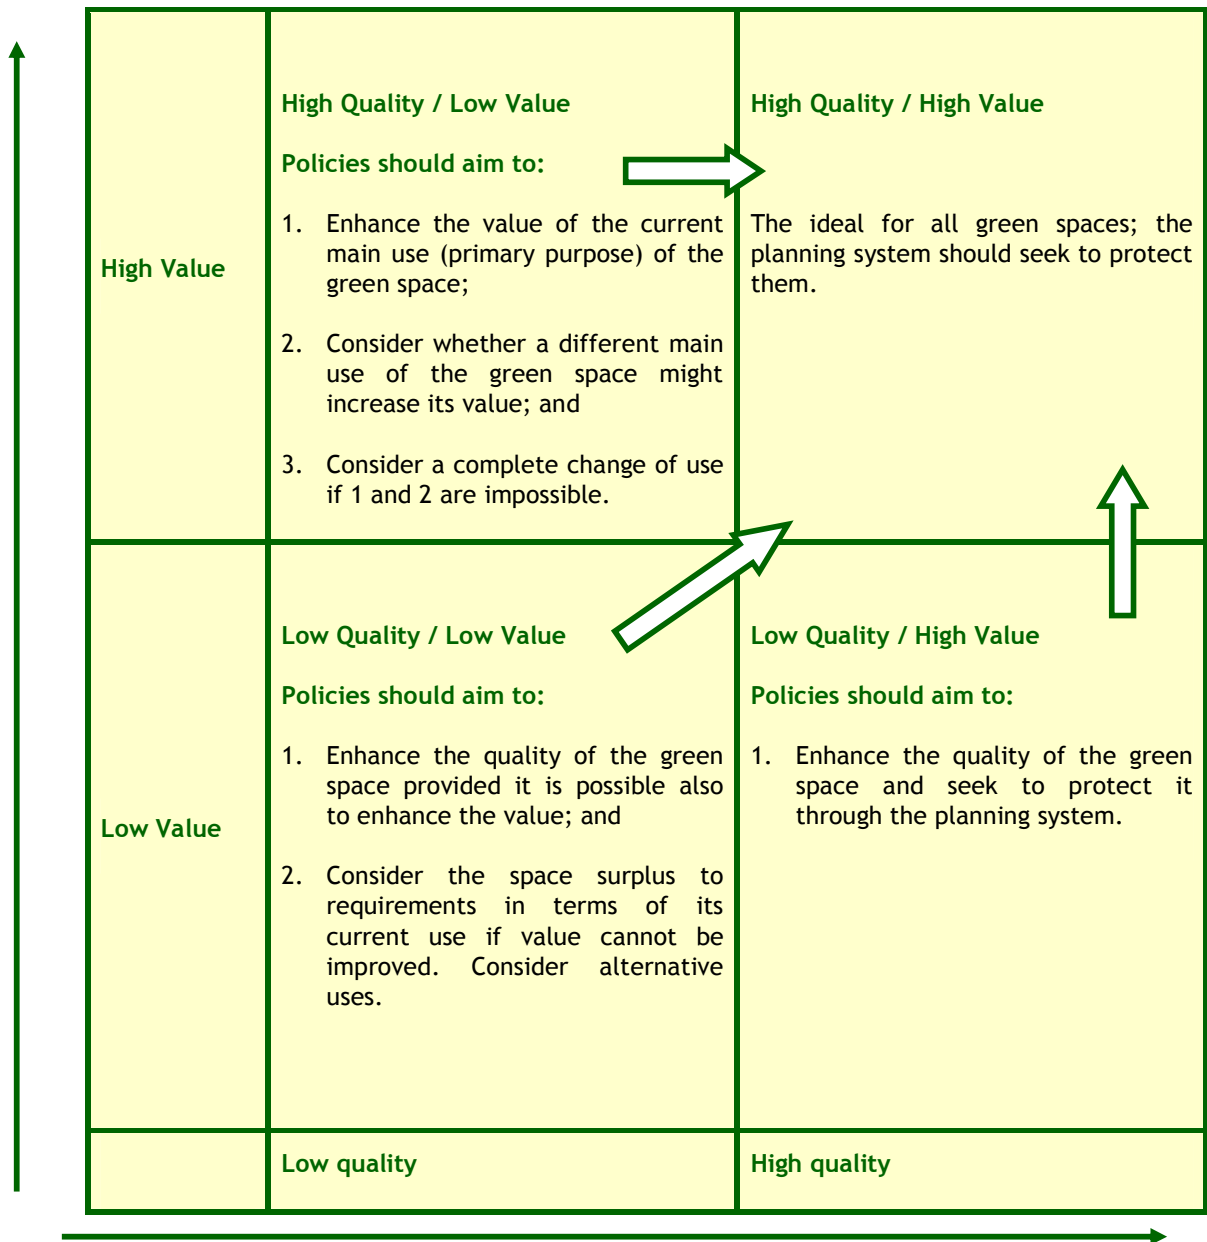 High Value
High Quality / Low Value
Policies should aim to:
1. Enhance the value of the current
main use (primary purpose) of the
green space;
2. Consider whether a different main
use of the green space might
increase its value; and
3. Consider a complete change of use
if 1 and 2 are impossible.
High Quality / High Value
The ideal for all green spaces; the
planning system should seek to protect
them.
Low Value
Low Quality / Low Value
Policies should aim to:
1. Enhance the quality of the green
space provided it is possible also
to enhance the value; and
2. Consider the space surplus to
requirements in terms of its
current use if value cannot be
improved. Consider alternative
uses.
Low Quality / High Value
Policies should aim to:
1. Enhance the quality of the green
space and seek to protect it
through the planning system.
Low quality
High quality